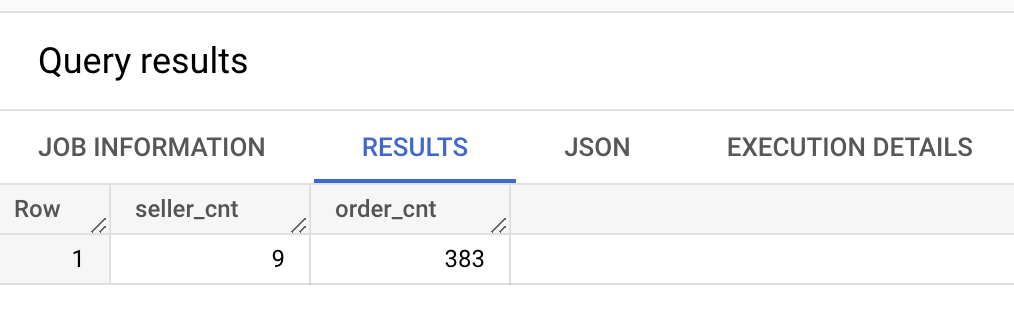 Query results
JOB INFORMATION RESULTS JSON EXECUTION DETAILS
Row seller_cnt order_cnt
1 9 383